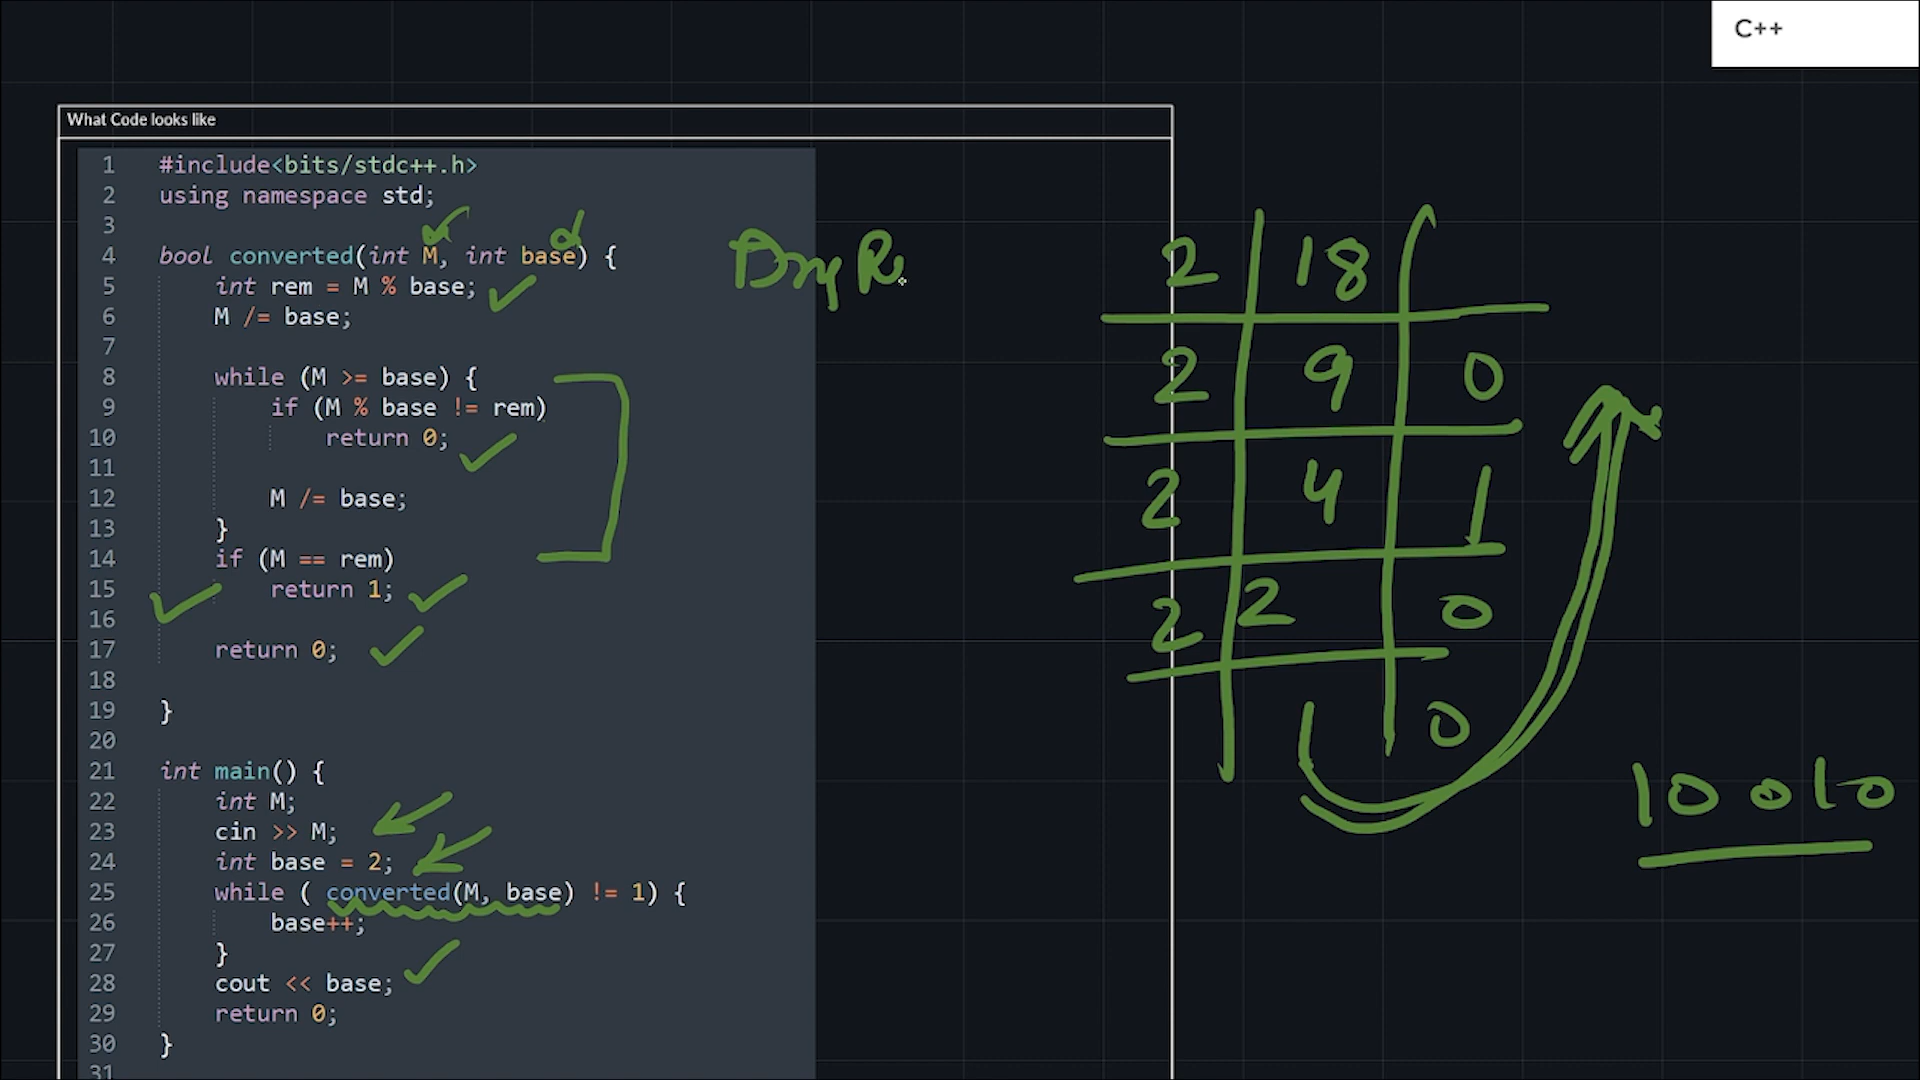 C++
What Code looks like
1 #include<bits/stdc++.h>
2 using namespace std;
3
4 bool converted(int M, int base) {
5 int rem = M % base;
6 M /= base;
7
8 while (M >= base) {
9 if (M % base != rem)
10 return 0;
11
12 M /= base;
13 }
14 if (M == rem)
15 return 1;
16
17 return 0;
18
19 }
20
21 int main() {
22 int M;
23 cin >> M;
24 int base = 2;
25 while ( converted(M, base) != 1) {
26 base++;
27 }
28 cout << base;
29 return 0;
30 }
31
Dry R
2 18
2 9 0
2 4 1
2 2 0
1 0
10010